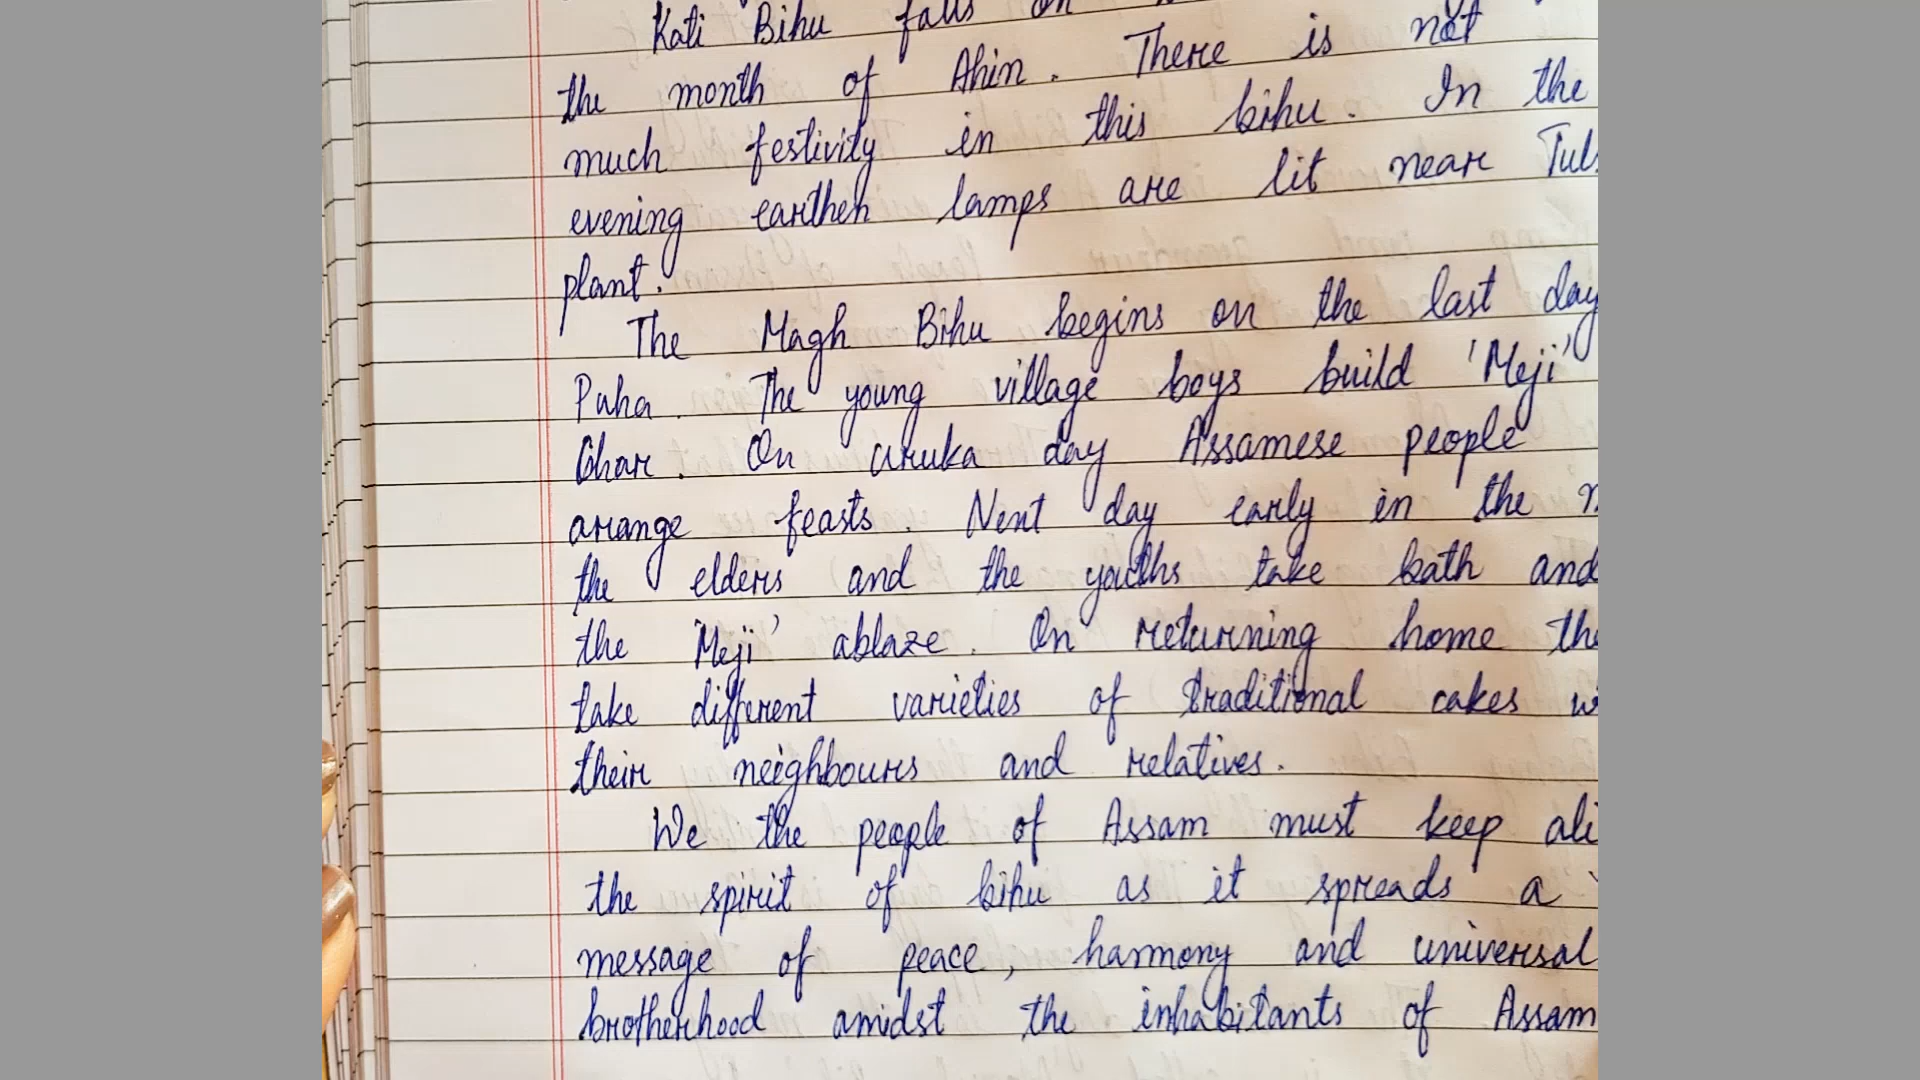 Kati Bihu falls on
the month of Ahin. There is not
much festivity in this bihu. In the
evening earthen lamps are lit near Tul
plant.
The Magh Bihu begins on the last day
Puha. The young village boys build 'Meji'
Ghar. On uruka day Assamese people
arange feasts. Next day early in the
the elders and the youths take bath and
the 'Meji' ablaze. On returning home the
take different varieties of traditional cakes w
their neighbours and relatives.
We the people of Assam must keep ali
the spirit of bihu as it spreads a
message of peace, harmony and universal
brotherhood amidst the inhabitants of Assam